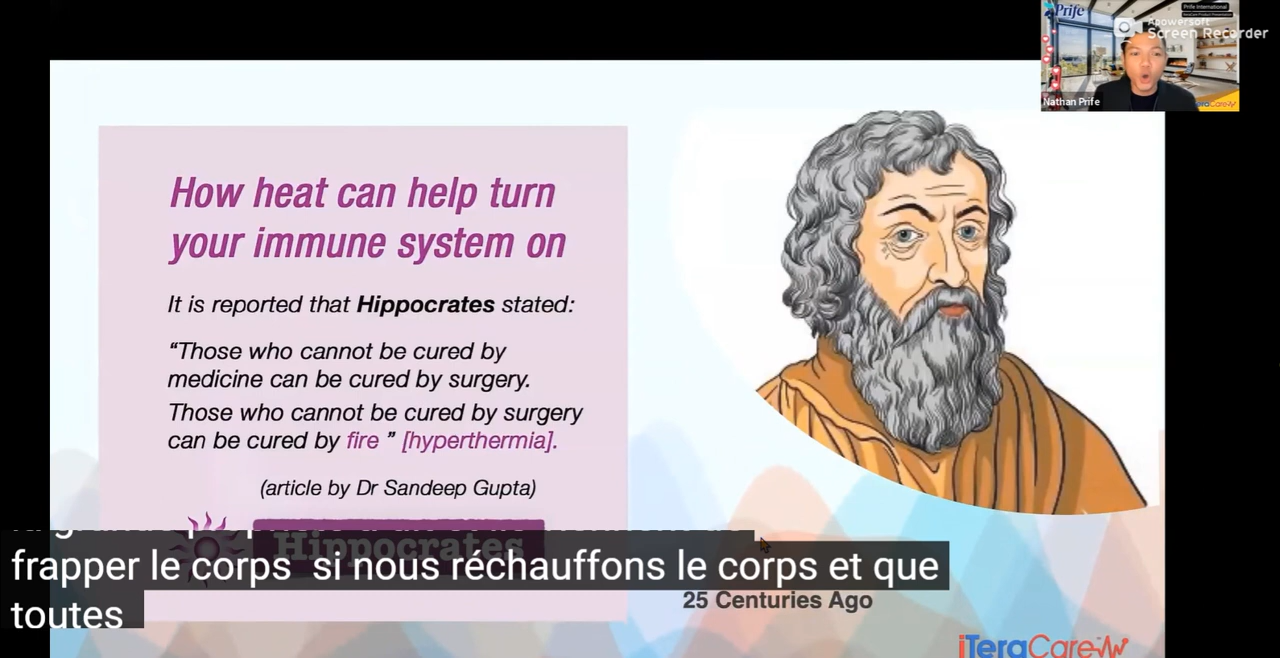 Prife
Prife International
Apowersoft
Screen Recorder
Nathan Prife
How heat can help turn
your immune system on
It is reported that Hippocrates stated:
“Those who cannot be cured by
medicine can be cured by surgery.
Those who cannot be cured by surgery
can be cured by fire ” [hyperthermia].
(article by Dr Sandeep Gupta)
Hippocrates
frapper le corps si nous réchauffons le corps et que
toutes
25 Centuries Ago
iTeraCare